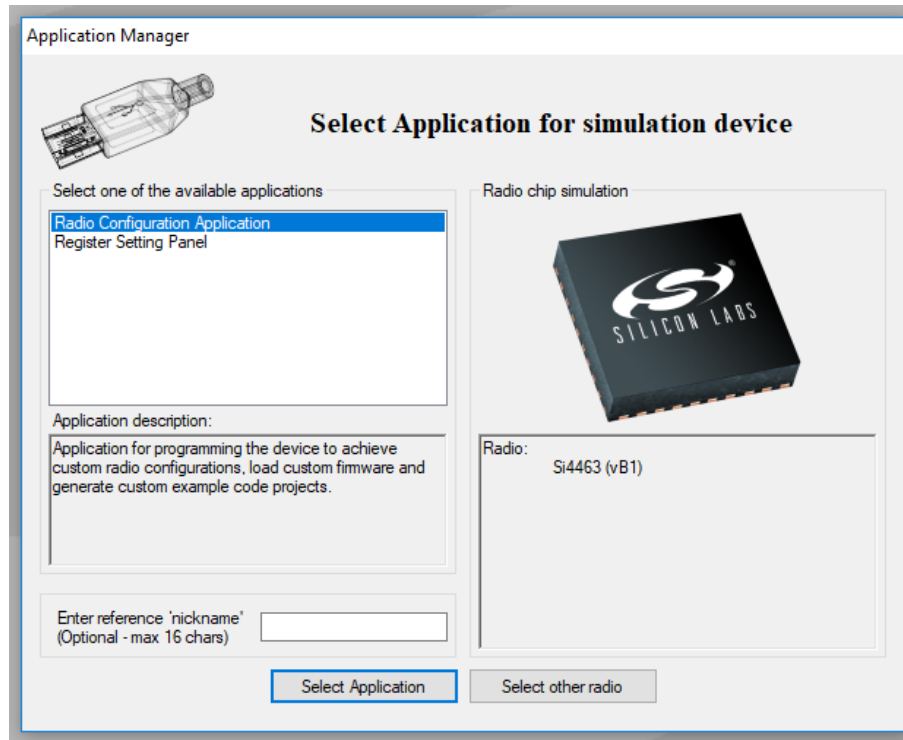 Application Manager
Select Application for simulation device
Select one of the available applications
Radio Configuration Application
Register Setting Panel
Application description:
Application for programming the device to achieve
custom radio configurations, load custom firmware and
generate custom example code projects.
Enter reference 'nickname'
(Optional - max 16 chars)
Radio chip simulation
SILICON LABS
Radio:
Si4463 (vB1)
Select Application
Select other radio